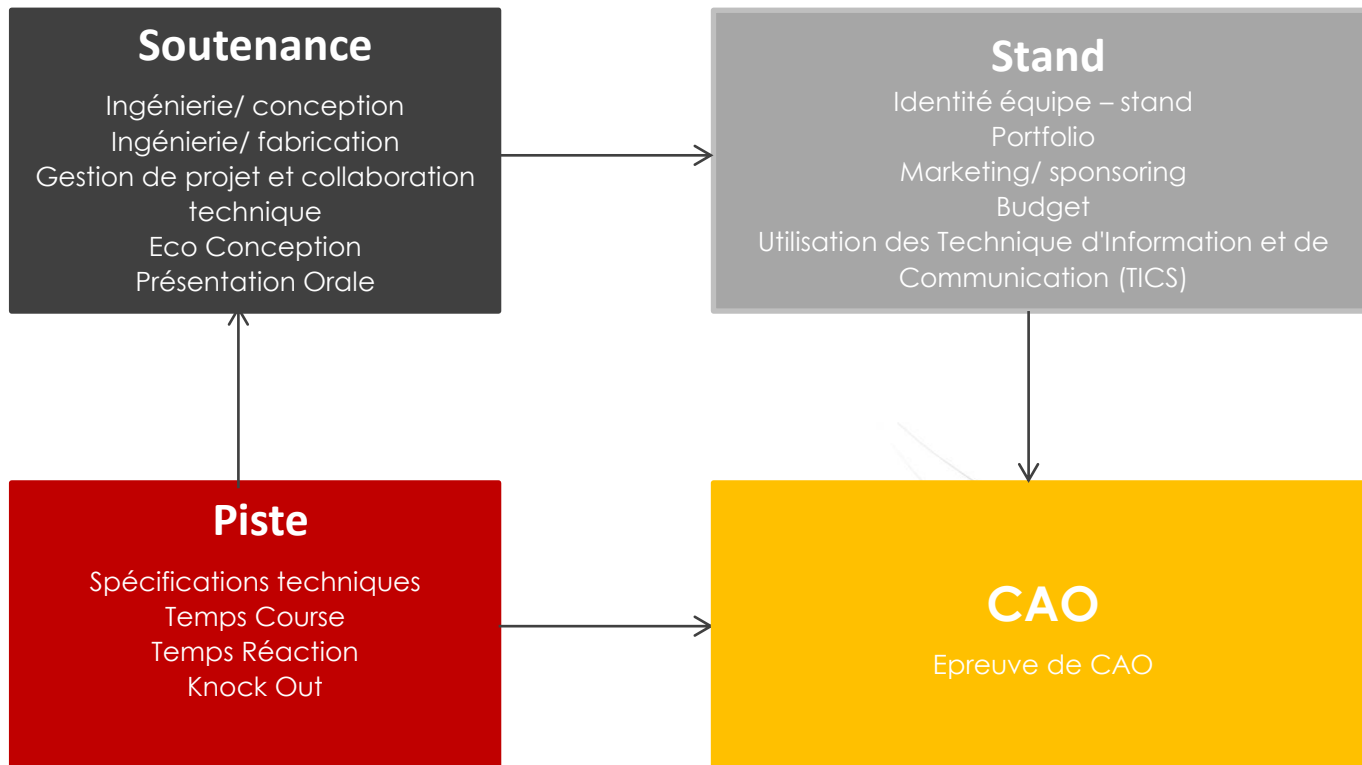 Soutenance
Ingénierie/ conception
Ingénierie/ fabrication
Gestion de projet et collaboration
technique
Eco Conception
Présentation Orale
Stand
Identité équipe – stand
Portfolio
Marketing/ sponsoring
Budget
Utilisation des Technique d'Information et de
Communication (TICS)
Piste
Spécifications techniques
Temps Course
Temps Réaction
Knock Out
CAO
Epreuve de CAO